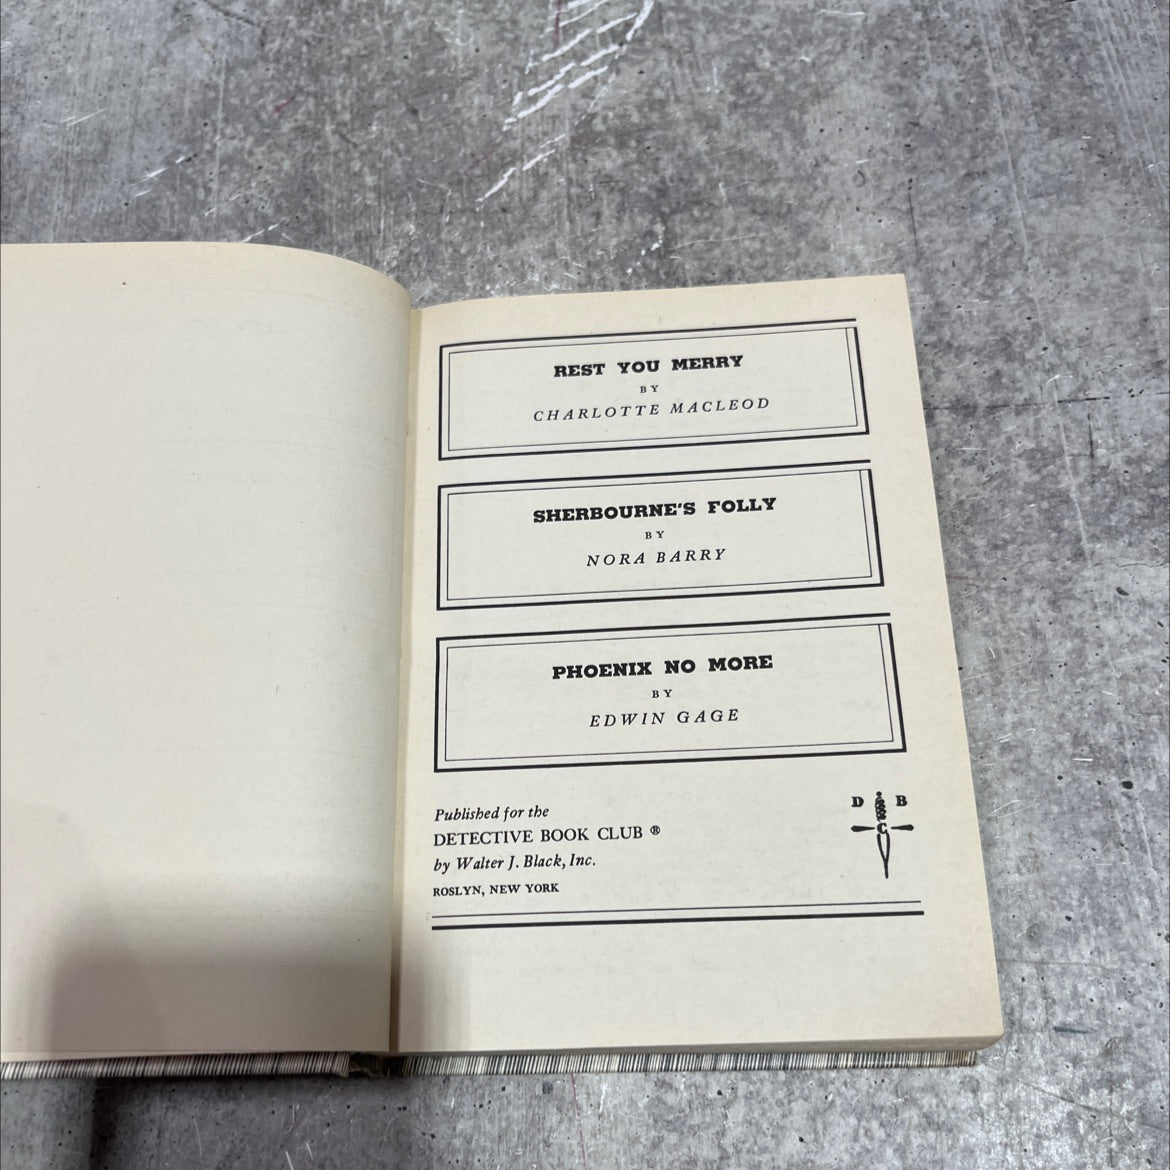 REST YOU MERRY
BY
CHARLOTTE MACLEOD
SHERBOURNE'S FOLLY
BY
NORA BARRY
PHOENIX NO MORE
BY
EDWIN GAGE
Published for the
DETECTIVE BOOK CLUB ®
by Walter J. Black, Inc.
ROSLYN, NEW YORK
D B
C